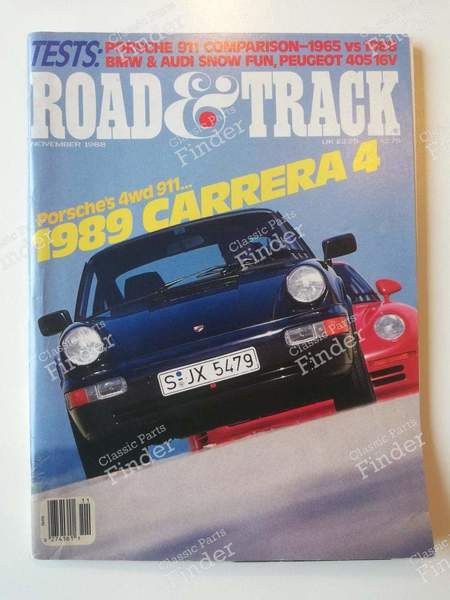 TESTS: PORSCHE 911 COMPARISON–1965 vs 1988
BMW & AUDI SNOW FUN, PEUGEOT 405 16V
ROAD & TRACK
NOVEMBER 1988
Porsche's 4wd 911...
1989 CARRERA 4
S JX 5479
11
Classic Parts
Finder